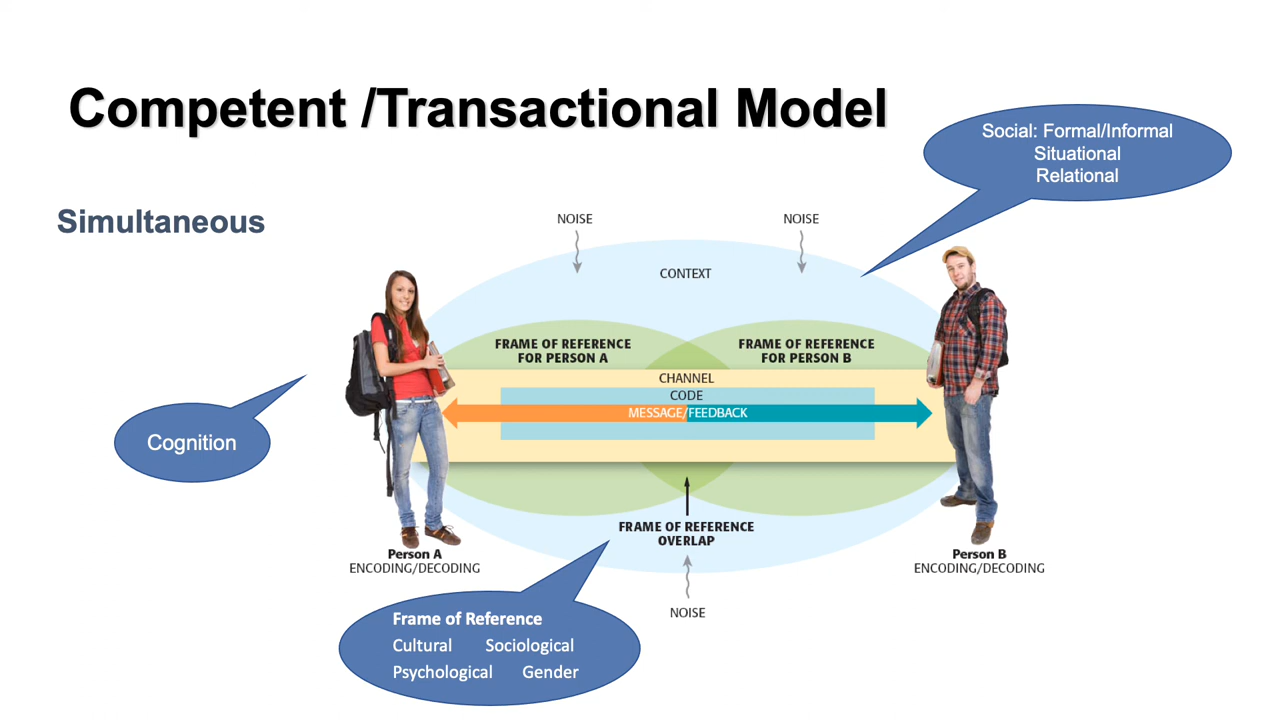 Competent /Transactional Model
Social: Formal/Informal
Situational
Relational
Simultaneous
NOISE
NOISE
CONTEXT
FRAME OF REFERENCE
FOR PERSON A
FRAME OF REFERENCE
FOR PERSON B
CHANNEL
CODE
MESSAGE/FEEDBACK
Cognition
FRAME OF REFERENCE
OVERLAP
Person A
ENCODING/DECODING
Person B
ENCODING/DECODING
NOISE
Frame of Reference
Cultural Sociological
Psychological Gender